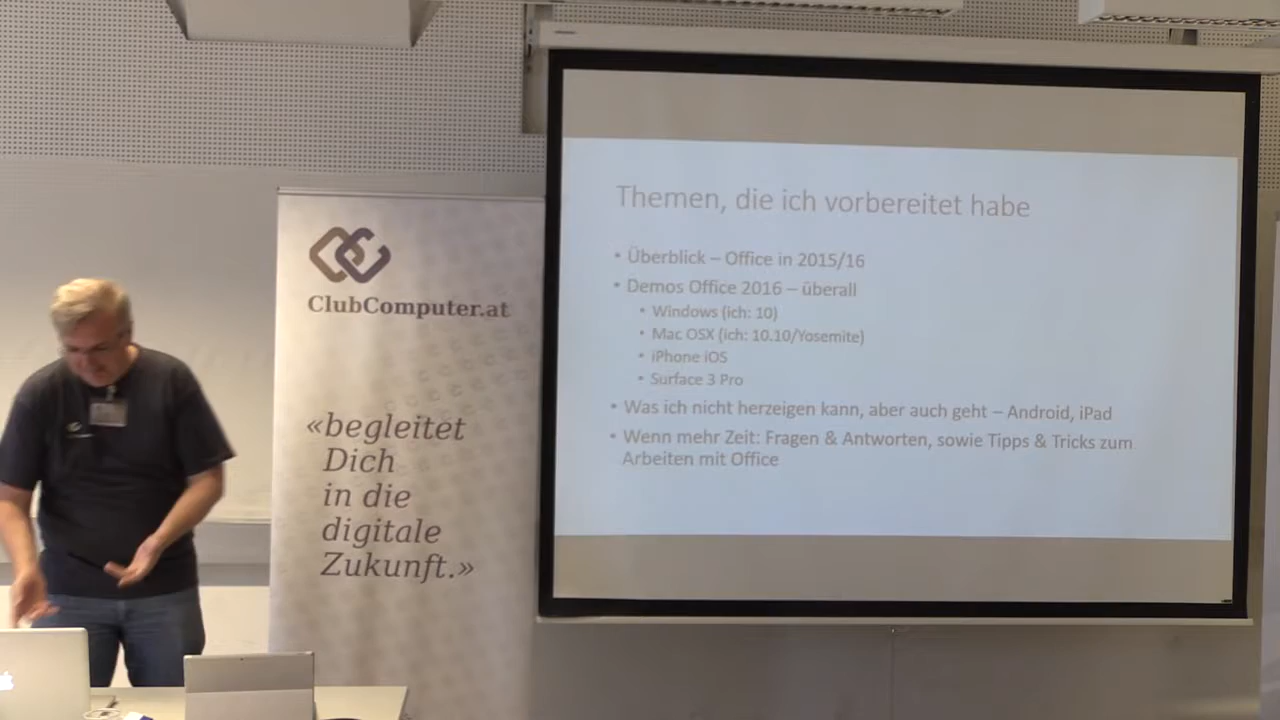 ClubComputer.at
«begleitet
Dich
in die
digitale
Zukunft.»
Themen, die ich vorbereitet habe
• Überblick – Office in 2015/16
• Demos Office 2016 – überall
• Windows (ich: 10)
• Mac OSX (ich: 10.10/Yosemite)
• iPhone iOS
• Surface 3 Pro
• Was ich nicht herzeigen kann, aber auch geht – Android, iPad
• Wenn mehr Zeit: Fragen & Antworten, sowie Tipps & Tricks zum
Arbeiten mit Office